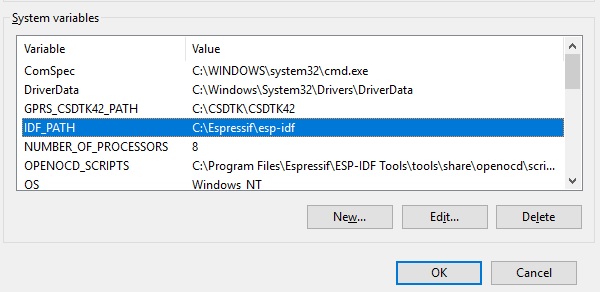 System variables
Variable Value
ComSpec C:\WINDOWS\system32\cmd.exe
DriverData C:\Windows\System32\Drivers\DriverData
GPRS_CSDTK42_PATH C:\CSDTK\CSDTK42
IDF_PATH C:\Espressif\esp-idf
NUMBER_OF_PROCESSORS 8
OPENOCD_SCRIPTS C:\Program Files\Espressif\ESP-IDF Tools\tools\share\openocd\scri...
OS Windows_NT
New... Edit... Delete
OK Cancel